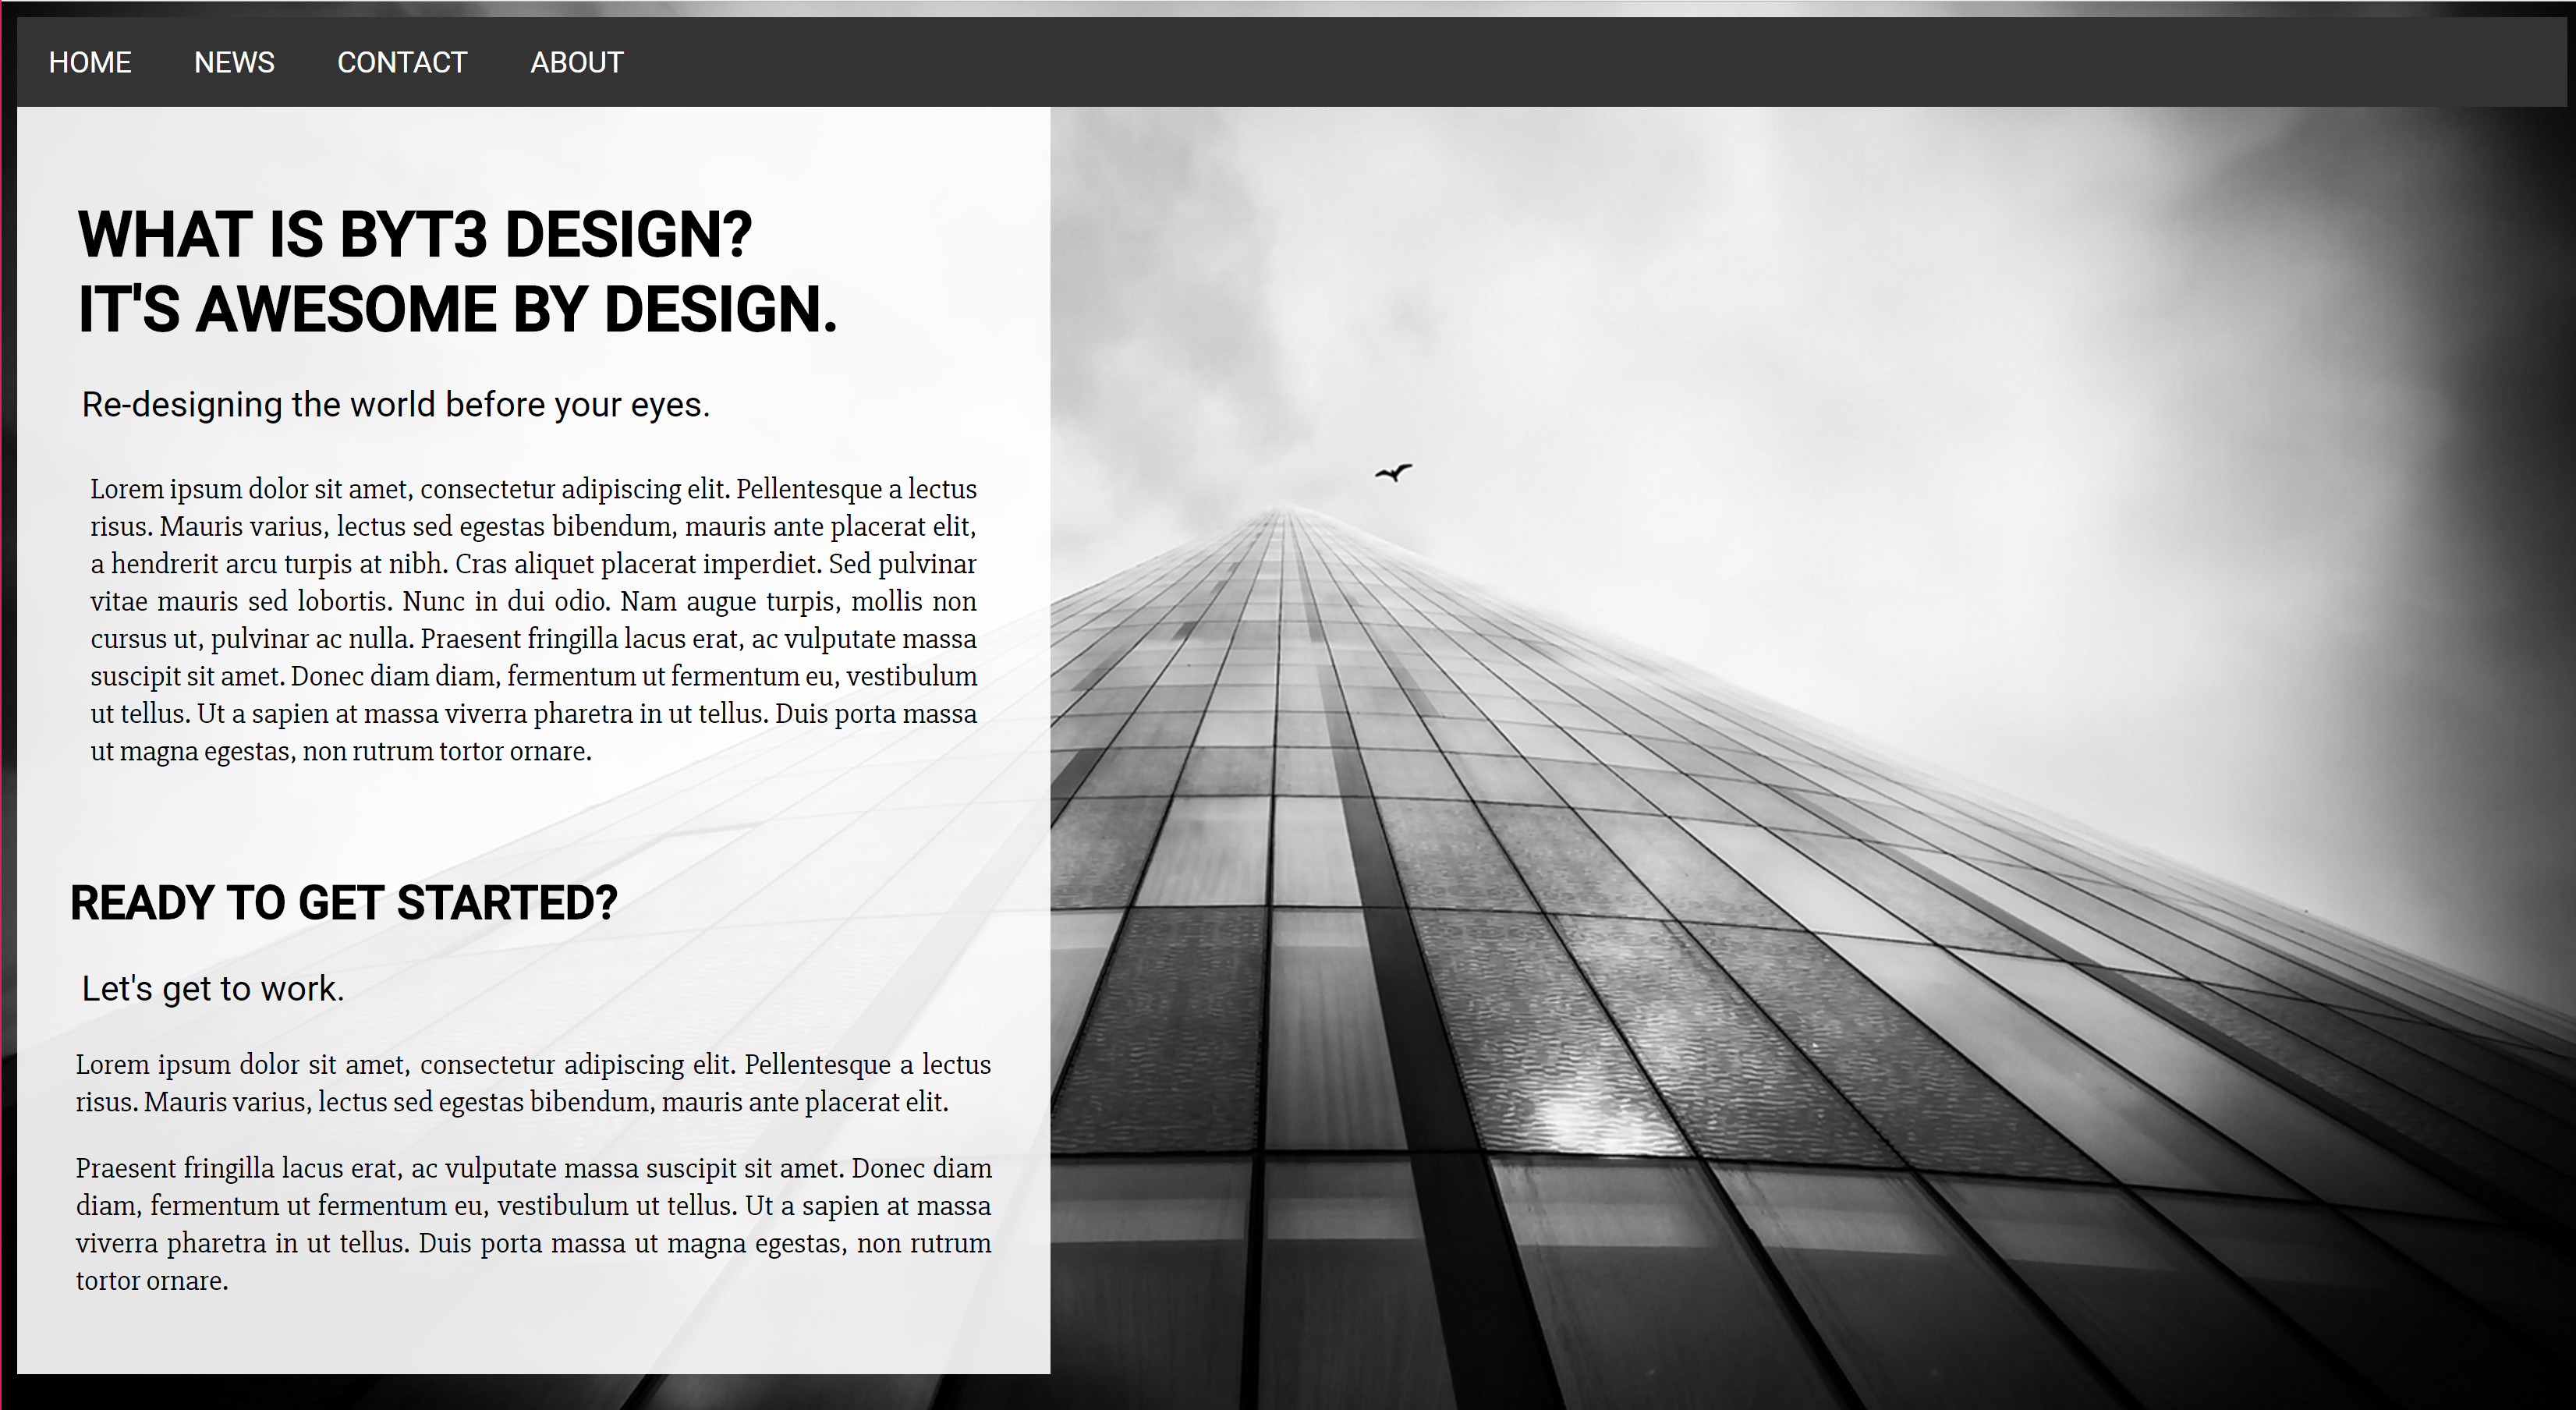 HOME NEWS CONTACT ABOUT
WHAT IS BYT3 DESIGN?
IT'S AWESOME BY DESIGN.
Re-designing the world before your eyes.
Lorem ipsum dolor sit amet, consectetur adipiscing elit. Pellentesque a lectus
risus. Mauris varius, lectus sed egestas bibendum, mauris ante placerat elit,
a hendrerit arcu turpis at nibh. Cras aliquet placerat imperdiet. Sed pulvinar
vitae mauris sed lobortis. Nunc in dui odio. Nam augue turpis, mollis non
cursus ut, pulvinar ac nulla. Praesent fringilla lacus erat, ac vulputate massa
suscipit sit amet. Donec diam diam, fermentum ut fermentum eu, vestibulum
ut tellus. Ut a sapien at massa viverra pharetra in ut tellus. Duis porta massa
ut magna egestas, non rutrum tortor ornare.
READY TO GET STARTED?
Let's get to work.
Lorem ipsum dolor sit amet, consectetur adipiscing elit. Pellentesque a lectus
risus. Mauris varius, lectus sed egestas bibendum, mauris ante placerat elit.
Praesent fringilla lacus erat, ac vulputate massa suscipit sit amet. Donec diam
diam, fermentum ut fermentum eu, vestibulum ut tellus. Ut a sapien at massa
viverra pharetra in ut tellus. Duis porta massa ut magna egestas, non rutrum
tortor ornare.